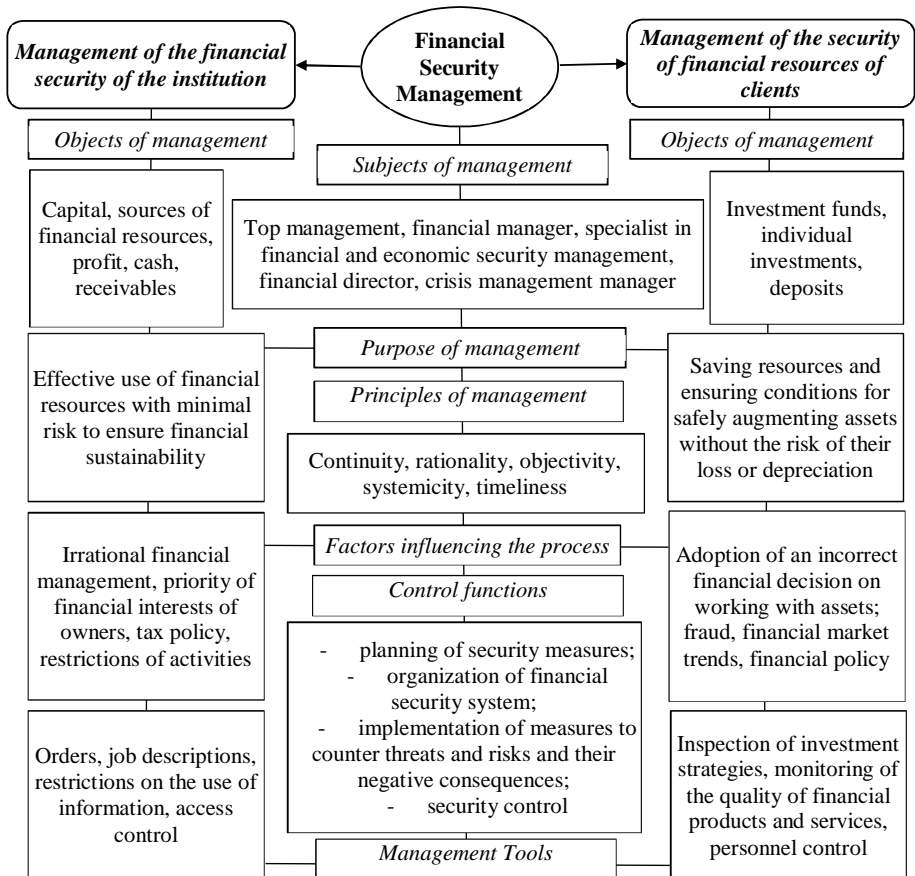 Management of the financial
security of the institution
Financial
Security
Management
Management of the security
of financial resources of
clients
Objects of management
Subjects of management
Objects of management
Capital, sources of
financial resources,
profit, cash,
receivables
Top management, financial manager, specialist in
financial and economic security management,
financial director, crisis management manager
Investment funds,
individual
investments,
deposits
Purpose of management
Effective use of financial
resources with minimal
risk to ensure financial
sustainability
Principles of management
Continuity, rationality, objectivity,
systemicity, timeliness
Saving resources and
ensuring conditions for
safely augmenting assets
without the risk of their
loss or depreciation
Factors influencing the process
Irrational financial
management, priority of
financial interests of
owners, tax policy,
restrictions of activities
Control functions
- planning of security measures;
- organization of financial
security system;
- implementation of measures to
counter threats and risks and their
negative consequences;
- security control
Adoption of an incorrect
financial decision on
working with assets;
fraud, financial market
trends, financial policy
Orders, job descriptions,
restrictions on the use of
information, access
control
Management Tools
Inspection of investment
strategies, monitoring of
the quality of financial
products and services,
personnel control